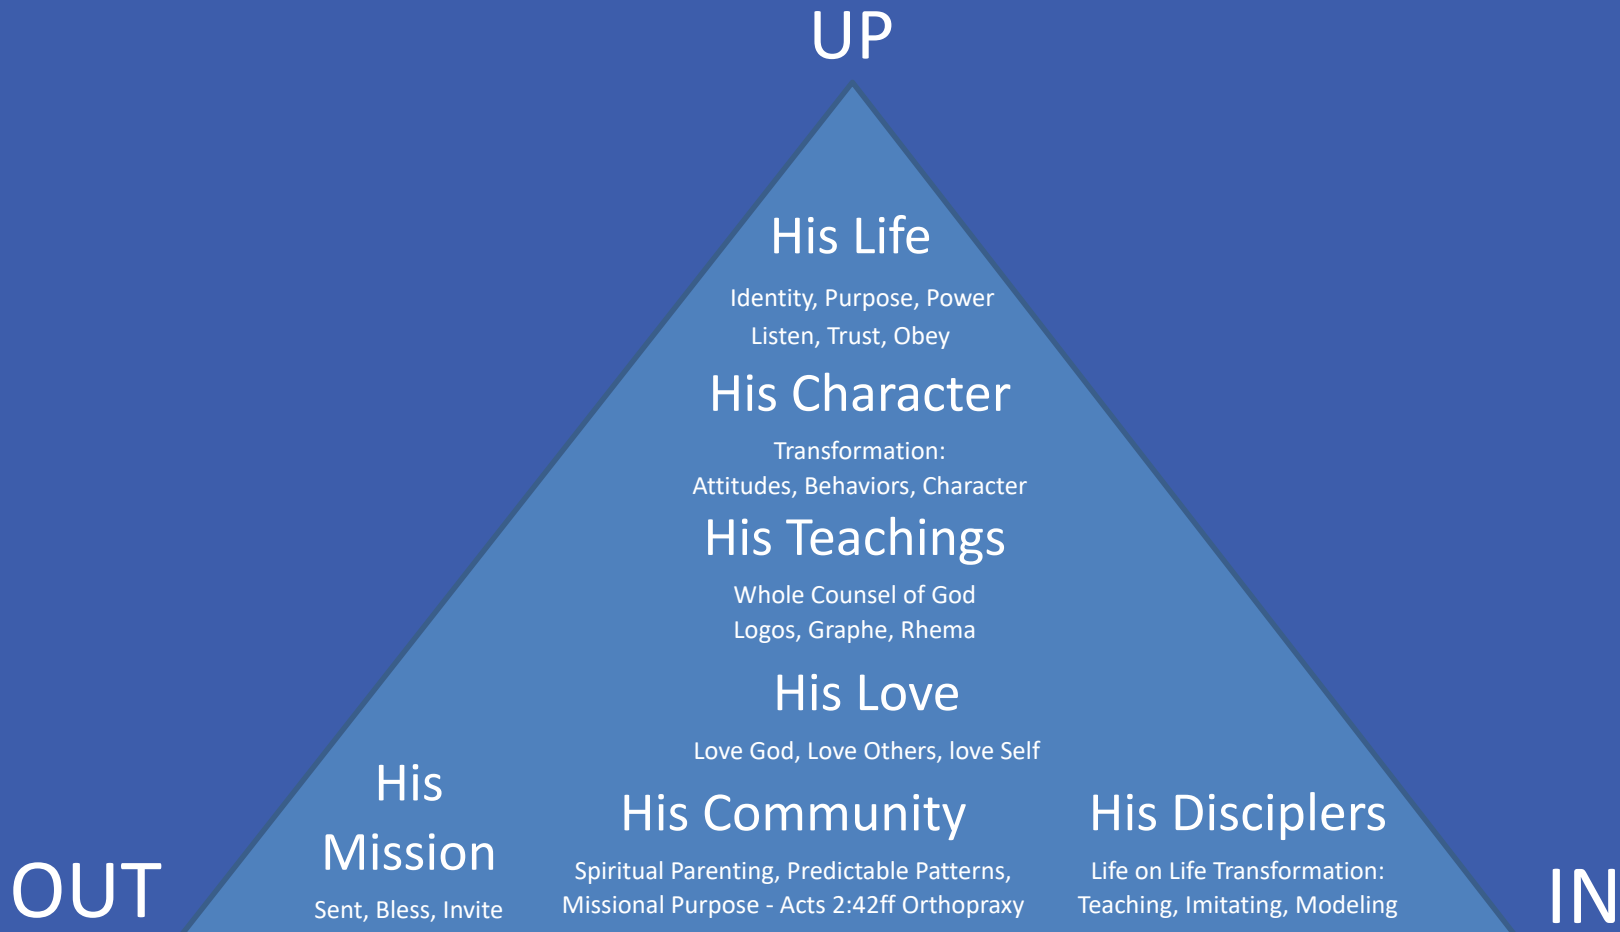 UP
His Life
Identity, Purpose, Power
Listen, Trust, Obey
His Character
Transformation:
Attitudes, Behaviors, Character
His Teachings
Whole Counsel of God
Logos, Graphe, Rhema
His Love
Love God, Love Others, love Self
His
Mission
Sent, Bless, Invite
His Community
Spiritual Parenting, Predictable Patterns,
Missional Purpose - Acts 2:42ff Orthopraxy
His Disciplers
Life on Life Transformation:
Teaching, Imitating, Modeling
OUT
IN